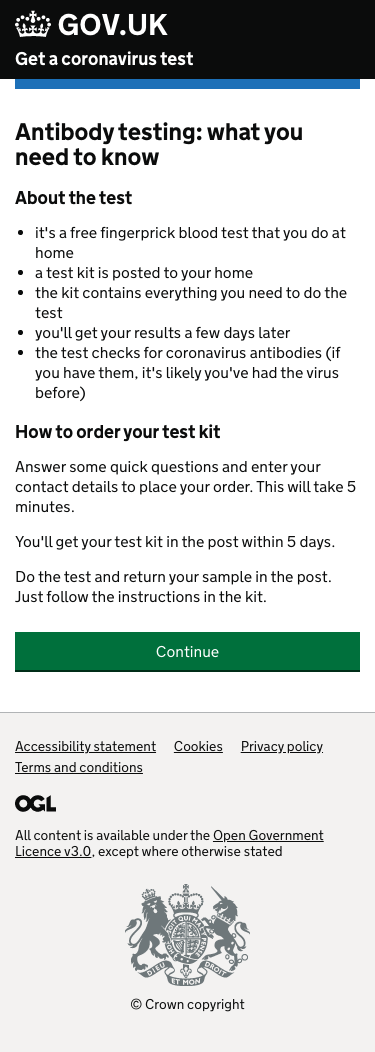 GOV.UK
Get a coronavirus test
Antibody testing: what you
need to know
About the test
it's a free fingerprick blood test that you do at
home
a test kit is posted to your home
the kit contains everything you need to do the
test
you'll get your results a few days later
the test checks for coronavirus antibodies (if
you have them, it's likely you've had the virus
before)
How to order your test kit
Answer some quick questions and enter your
contact details to place your order. This will take 5
minutes.
You'll get your test kit in the post within 5 days.
Do the test and return your sample in the post.
Just follow the instructions in the kit.
Continue
Accessibility statement Cookies Privacy policy
Terms and conditions
OGL
All content is available under the Open Government
Licence v3.0, except where otherwise stated
DIEU ET MON DROIT
© Crown copyright